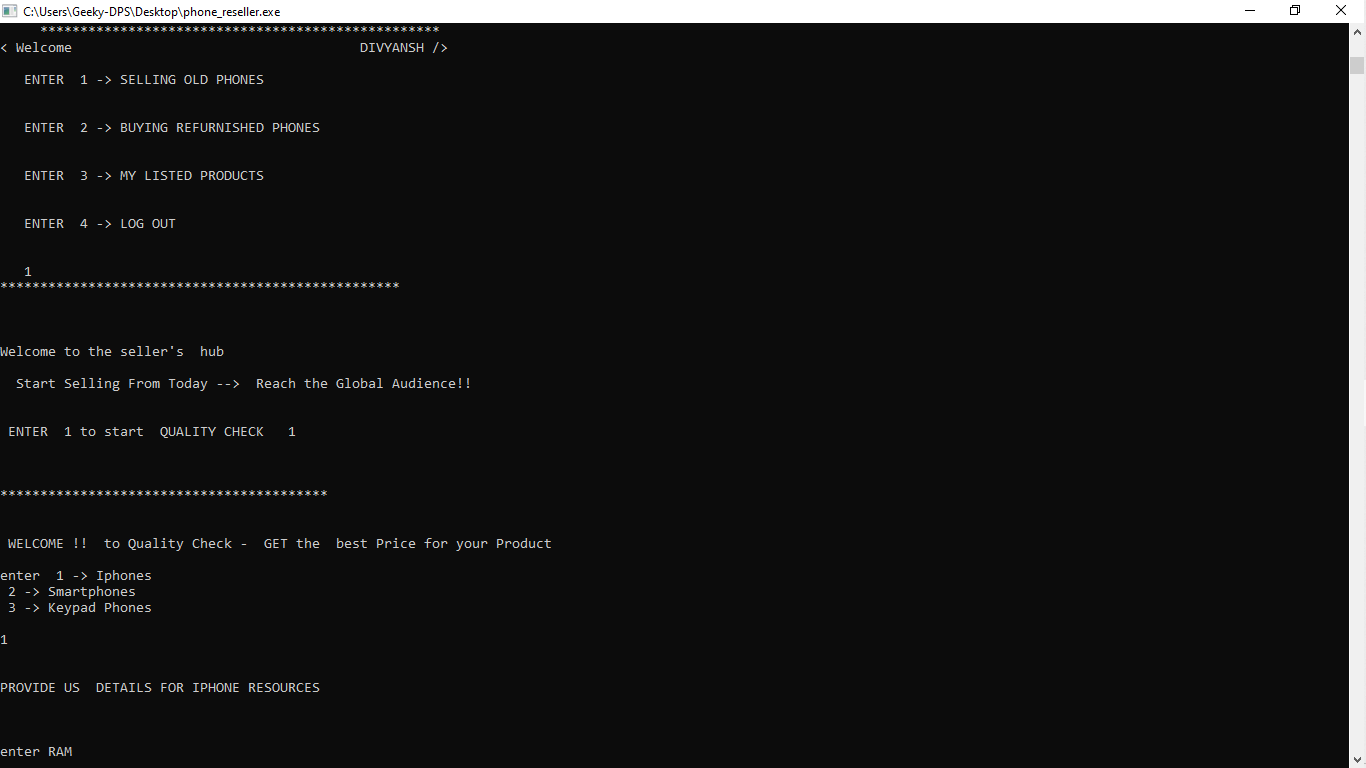 C:\Users\Geeky-DPS\Desktop\phone_reseller.exe
**************************************************
< Welcome                                    DIVYANSH />
ENTER  1 -> SELLING OLD PHONES
ENTER  2 -> BUYING REFURNISHED PHONES
ENTER  3 -> MY LISTED PRODUCTS
ENTER  4 -> LOG OUT
1
**************************************************
Welcome to the seller's  hub
Start Selling From Today -->  Reach the Global Audience!!
ENTER  1 to start  QUALITY CHECK   1
*****************************************
WELCOME !!  to Quality Check -  GET the  best Price for your Product
enter  1 -> Iphones
2 -> Smartphones
3 -> Keypad Phones
1
PROVIDE US  DETAILS FOR IPHONE RESOURCES
enter RAM